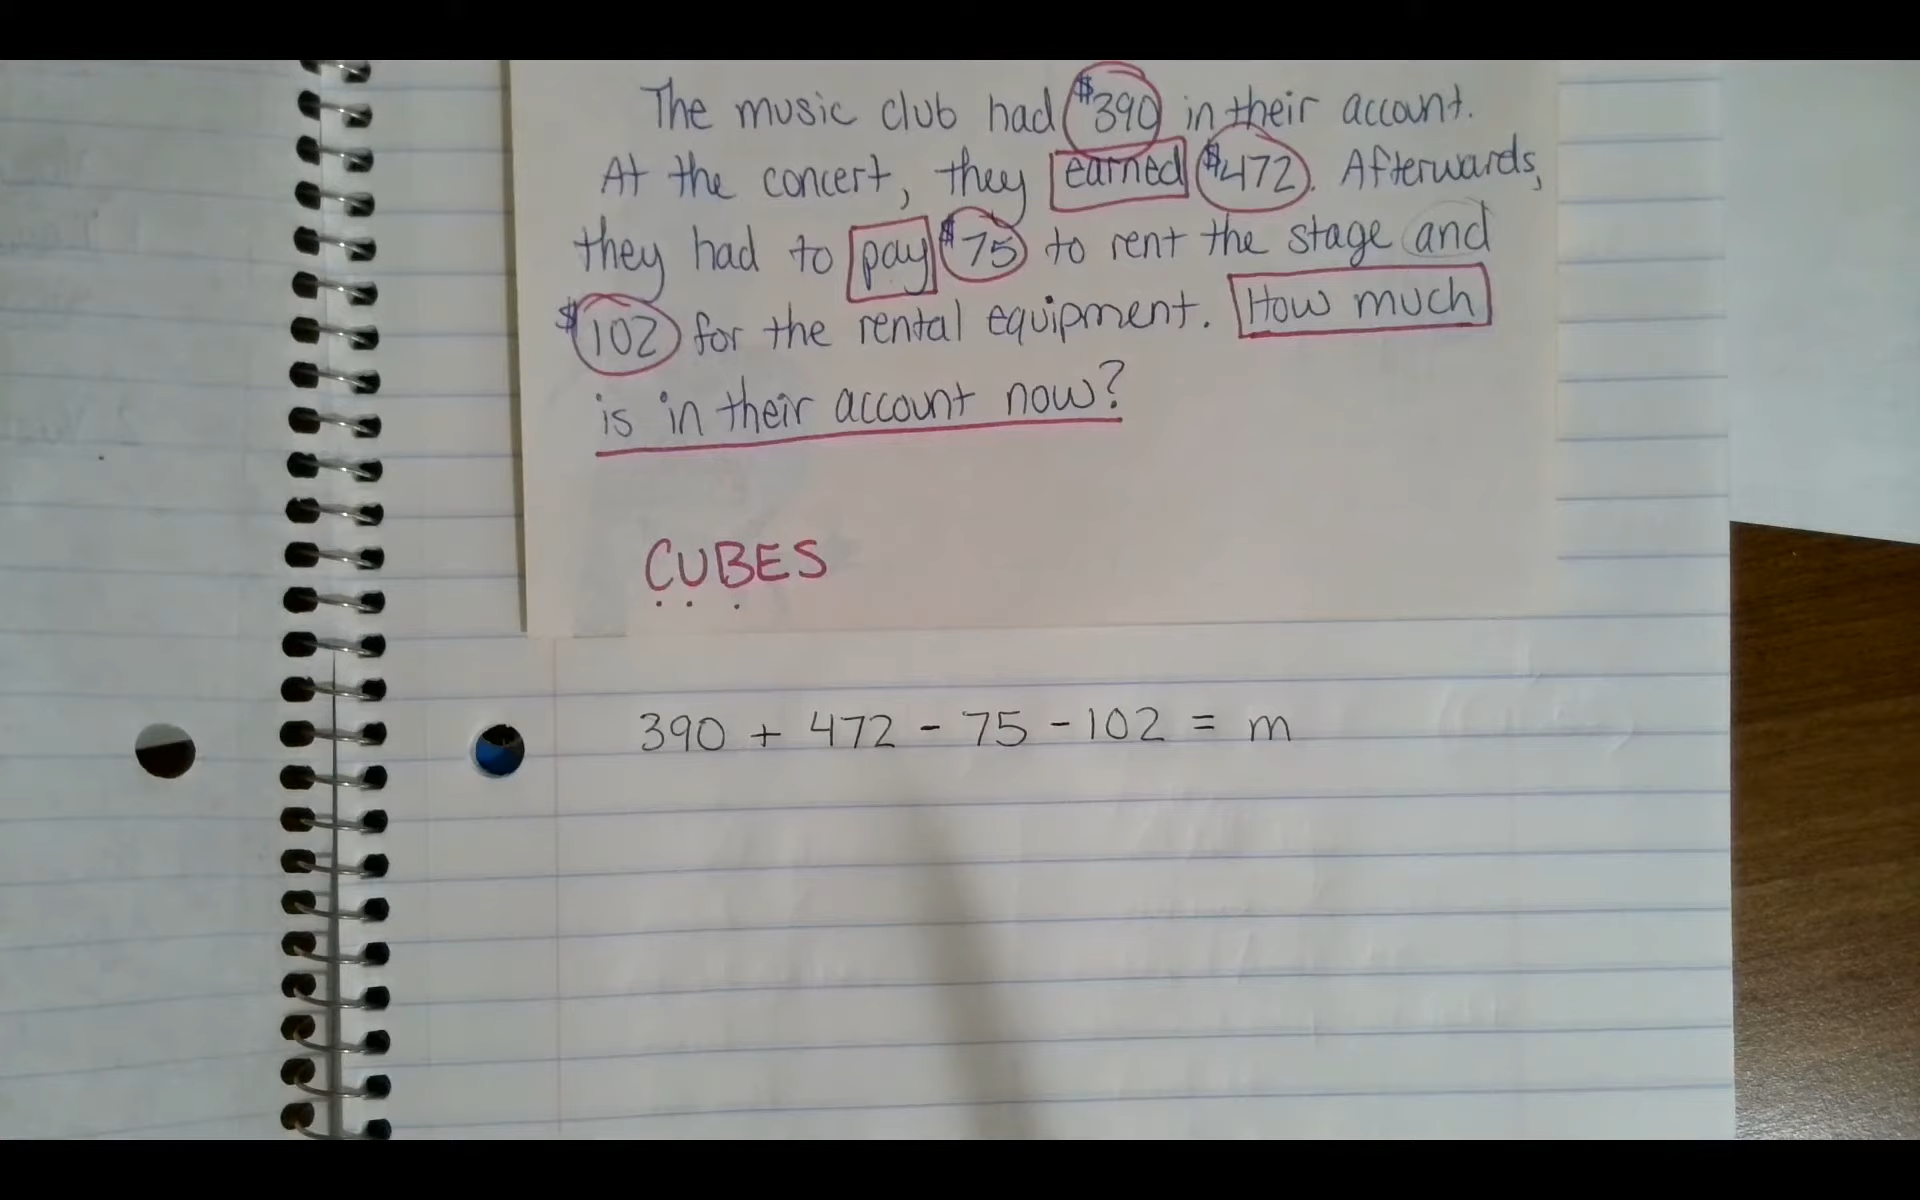 The music club had $390 in their account.
At the concert, they earned $472. Afterwards,
they had to pay $75 to rent the stage and
$102 for the rental equipment. How much
is in their account now?
CUBES
390 + 472 - 75 - 102 = m